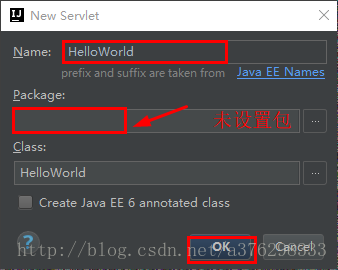 New Servlet
Name: HelloWorld
prefix and suffix are taken from Java EE Names
Package:
未设置包
...
Class:
HelloWorld
...
Create Java EE 6 annotated class
? OK Cancel
http://blog.csdn.net/a376298333